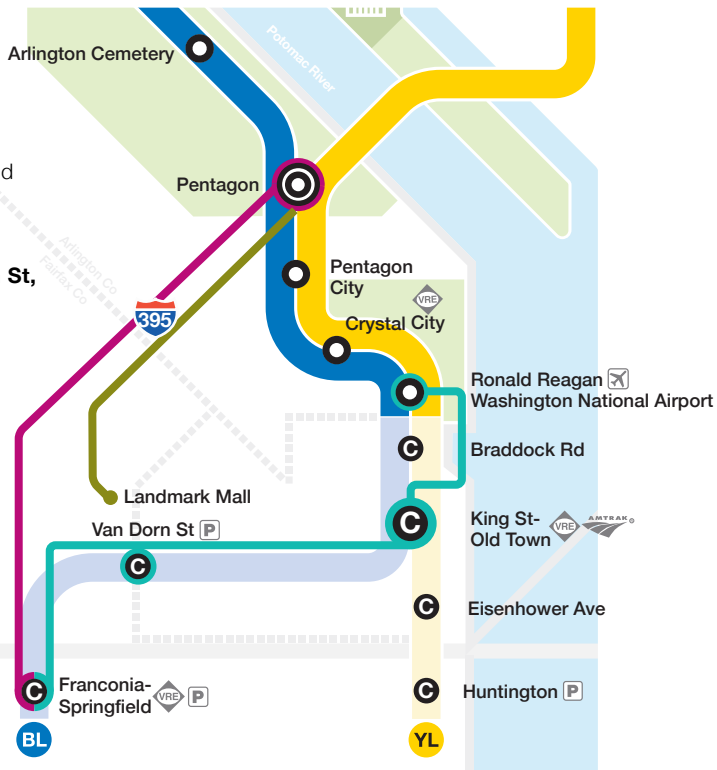 Arlington Cemetery
Potomac River
d
Pentagon
Arlington Co
Fairfax Co
St,
Pentagon
City
VRE
395
Crystal City
Ronald Reagan
Washington National Airport
C
Braddock Rd
Landmark Mall
Van Dorn St P
C
King St-
Old Town
VRE
AMTRAK
C
C
Eisenhower Ave
C
Franconia-
Springfield
VRE
P
C
Huntington P
BL
YL